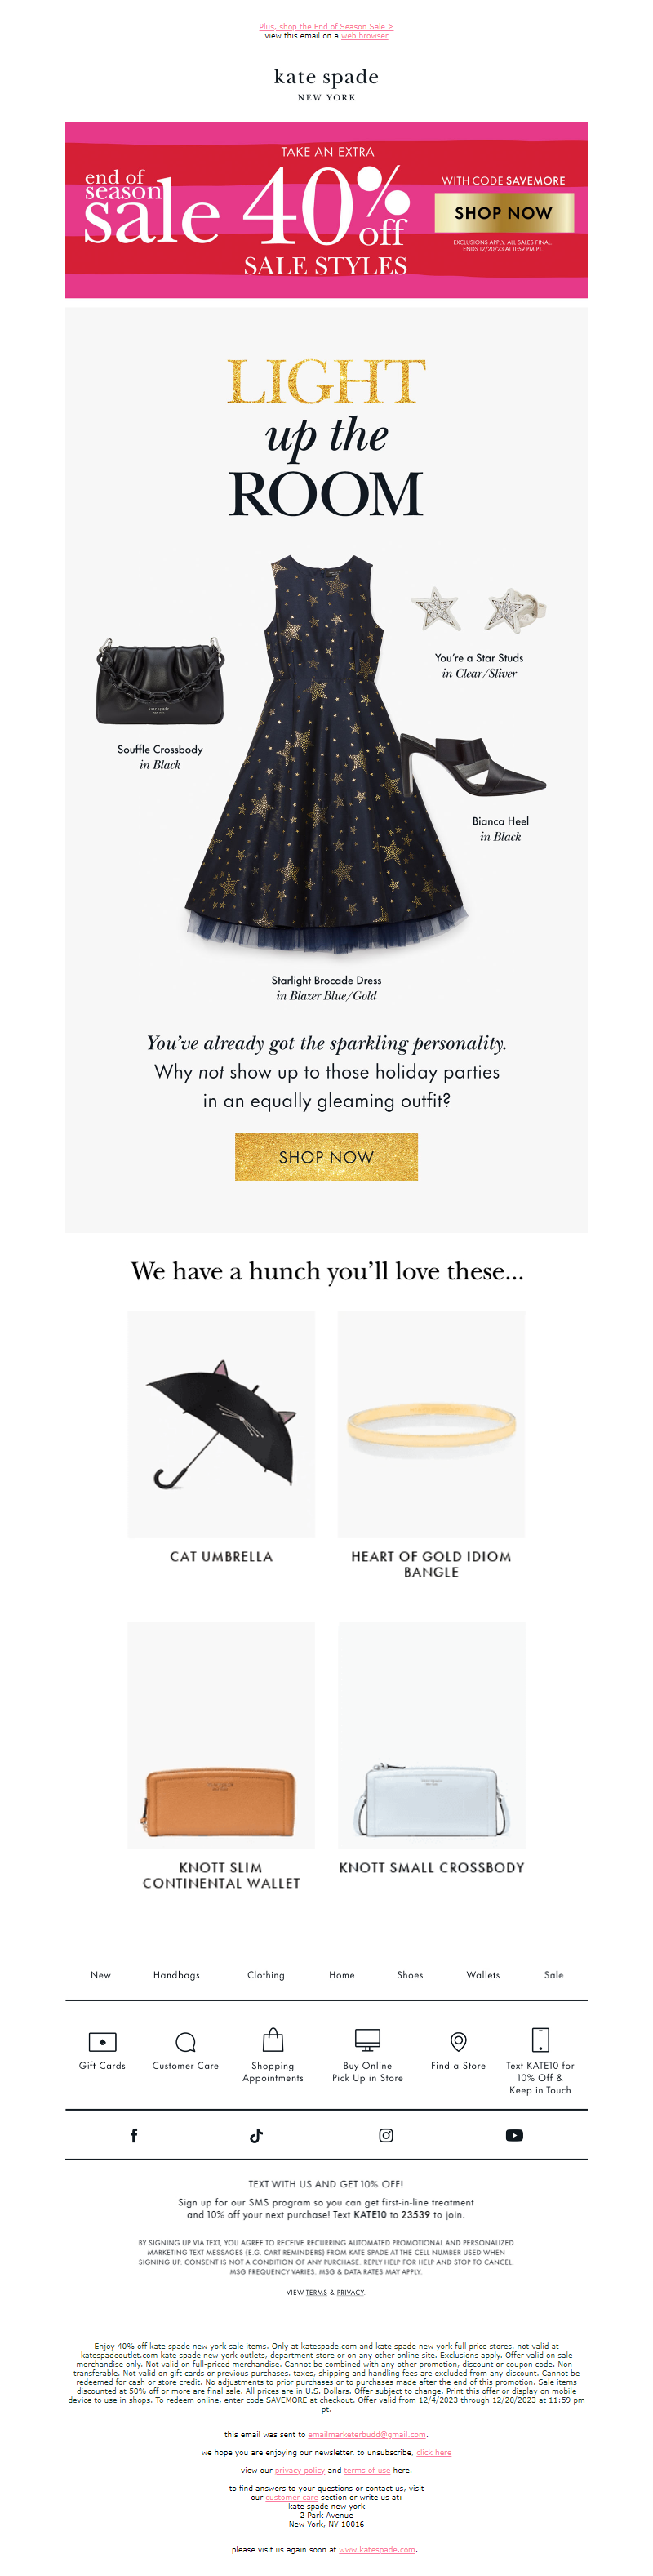 Plus, shop the End of Season Sale >
view this email on a web browser
kate spade
NEW YORK
end of
season
sale
TAKE AN EXTRA
40% off
SALE STYLES
WITH CODE SAVEMORE
SHOP NOW
EXCLUSIONS APPLY. ALL SALES FINAL.
ENDS 12/20/23 AT 11:59 PM PT.
LIGHT
up the
ROOM
You're a Star Studs
in Clear/Sliver
Souffle Crossbody
in Black
Bianca Heel
in Black
Starlight Brocade Dress
in Blazer Blue/Gold
You've already got the sparkling personality.
Why not show up to those holiday parties
in an equally gleaming outfit?
SHOP NOW
We have a hunch you'll love these...
CAT UMBRELLA
HEART OF GOLD IDIOM
BANGLE
KNOTT SLIM
CONTINENTAL WALLET
KNOTT SMALL CROSSBODY
New Handbags Clothing Home Shoes Wallets Sale
Gift Cards
Customer Care
Shopping
Appointments
Buy Online
Pick Up in Store
Find a Store
Text KATE10 for
10% Off &
Keep in Touch
TEXT WITH US AND GET 10% OFF!
Sign up for our SMS program so you can get first-in-line treatment
and 10% off your next purchase! Text KATE10 to 23539 to join.
BY SIGNING UP VIA TEXT, YOU AGREE TO RECEIVE RECURRING AUTOMATED PROMOTIONAL AND PERSONALIZED
MARKETING TEXT MESSAGES (E.G. CART REMINDERS) FROM KATE SPADE AT THE CELL NUMBER USED WHEN
SIGNING UP. CONSENT IS NOT A CONDITION OF ANY PURCHASE. REPLY HELP FOR HELP AND STOP TO CANCEL.
MSG FREQUENCY VARIES. MSG & DATA RATES MAY APPLY.
VIEW TERMS & PRIVACY.
Enjoy 40% off kate spade new york sale items. Only at katespade.com and kate spade new york full price stores. not valid at
katespadeoutlet.com kate spade new york outlets, department store or on any other online site. Exclusions apply. Offer valid on sale
merchandise only. Not valid on full-priced merchandise. Cannot be combined with any other promotion, discount or coupon code. Non-
transferable. Not valid on gift cards or previous purchases. taxes, shipping and handling fees are excluded from any discount. Cannot be
redeemed for cash or store credit. No adjustments to prior purchases or to purchases made after the end of this promotion. Sale items
discounted at 50% off or more are final sale. All prices are in U.S. Dollars. Offer subject to change. Print this offer or display on mobile
device to use in shops. To redeem online, enter code SAVEMORE at checkout. Offer valid from 12/4/2023 through 12/20/2023 at 11:59 pm
pt.
this email was sent to emailmarketerbudd@gmail.com.
we hope you are enjoying our newsletter. to unsubscribe, click here
view our privacy policy and terms of use here.
to find answers to your questions or contact us, visit
our customer care section or write us at:
kate spade new york
2 Park Avenue
New York, NY 10016
please visit us again soon at www.katespade.com.